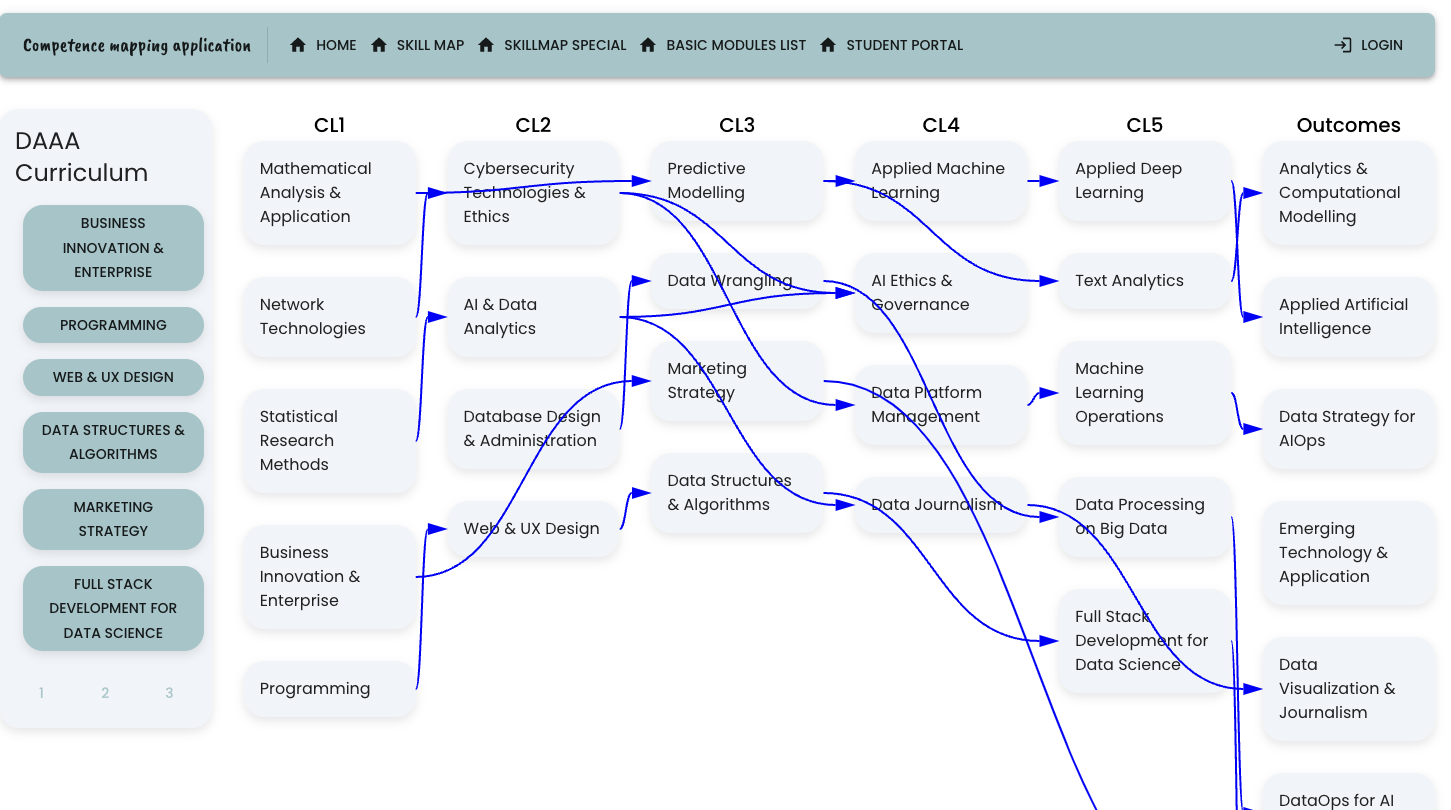 Competence mapping application
HOME
SKILL MAP
SKILLMAP SPECIAL
BASIC MODULES LIST
STUDENT PORTAL
LOGIN
DAAA
Curriculum
BUSINESS
INNOVATION &
ENTERPRISE
PROGRAMMING
WEB & UX DESIGN
DATA STRUCTURES &
ALGORITHMS
MARKETING
STRATEGY
FULL STACK
DEVELOPMENT FOR
DATA SCIENCE
1 2 3
CL1
Mathematical
Analysis &
Application
Network
Technologies
Statistical
Research
Methods
Business
Innovation &
Enterprise
Programming
CL2
Cybersecurity
Technologies &
Ethics
AI & Data
Analytics
Database Design
& Administration
Web & UX Design
CL3
Predictive
Modelling
Data Wrangling
Marketing
Strategy
Data Structures
& Algorithms
CL4
Applied Machine
Learning
AI Ethics &
Governance
Data Platform
Management
Data Journalism
CL5
Applied Deep
Learning
Text Analytics
Machine
Learning
Operations
Data Processing
on Big Data
Full Stack
Development for
Data Science
Outcomes
Analytics &
Computational
Modelling
Applied Artificial
Intelligence
Data Strategy for
AIOps
Emerging
Technology &
Application
Data
Visualization &
Journalism
DataOps for AI